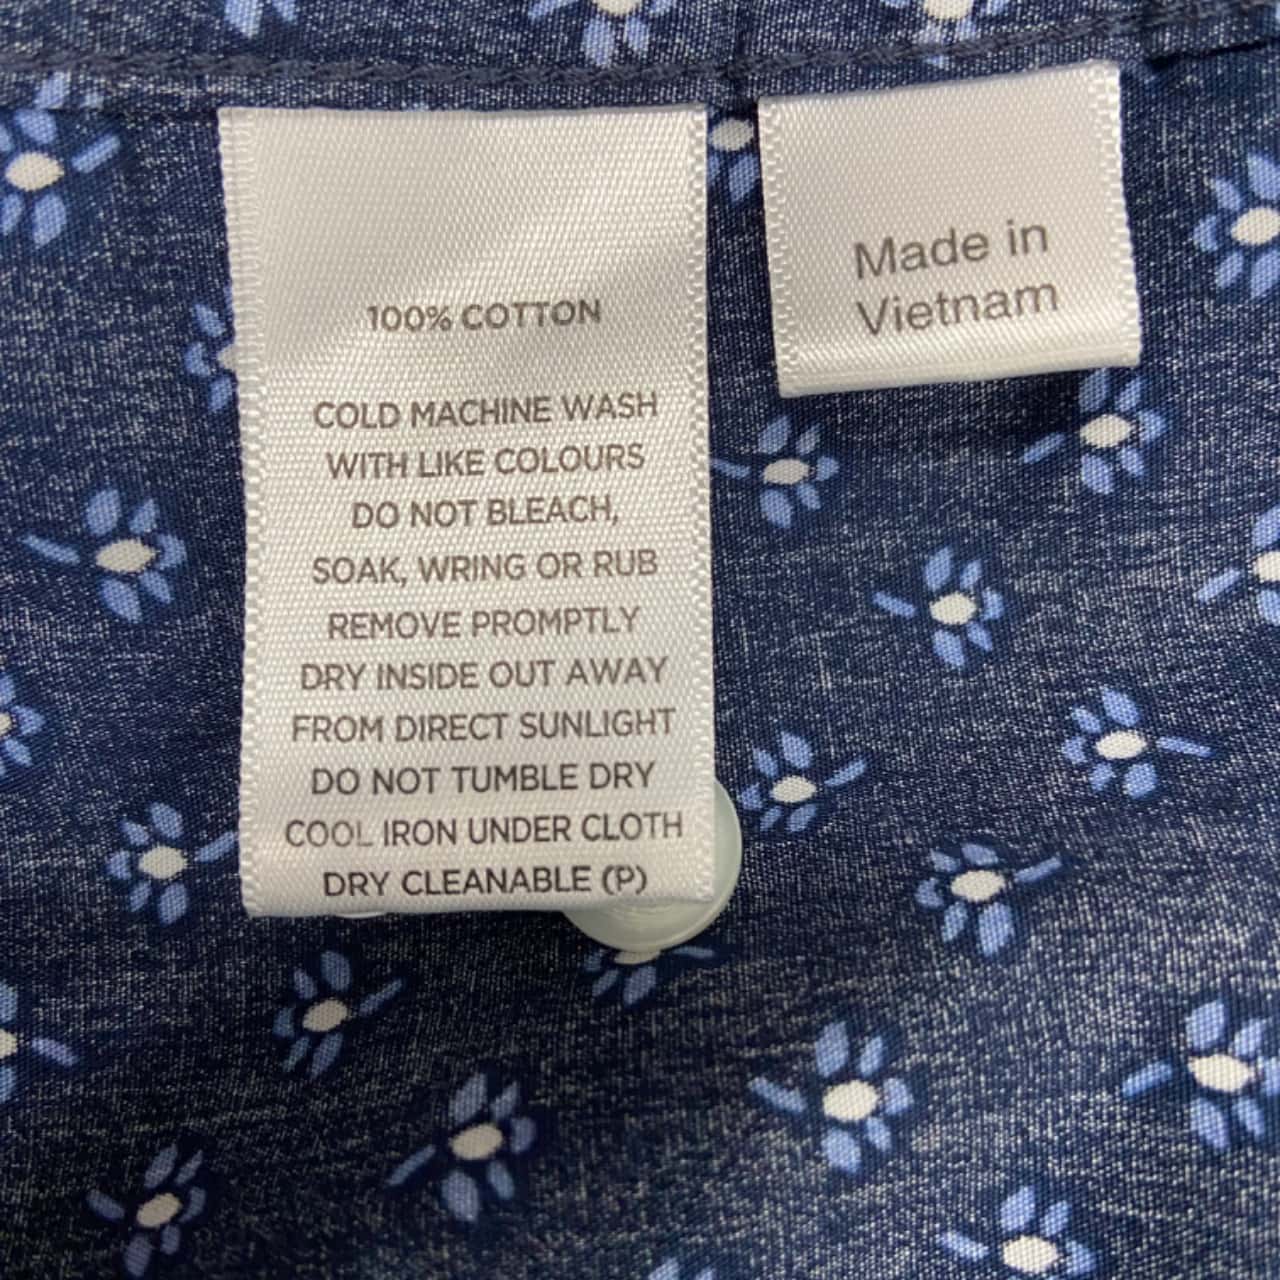 100% COTTON
COLD MACHINE WASH
WITH LIKE COLOURS
DO NOT BLEACH,
SOAK, WRING OR RUB
REMOVE PROMPTLY
DRY INSIDE OUT AWAY
FROM DIRECT SUNLIGHT
DO NOT TUMBLE DRY
COOL IRON UNDER CLOTH
DRY CLEANABLE (P)
Made in
Vietnam